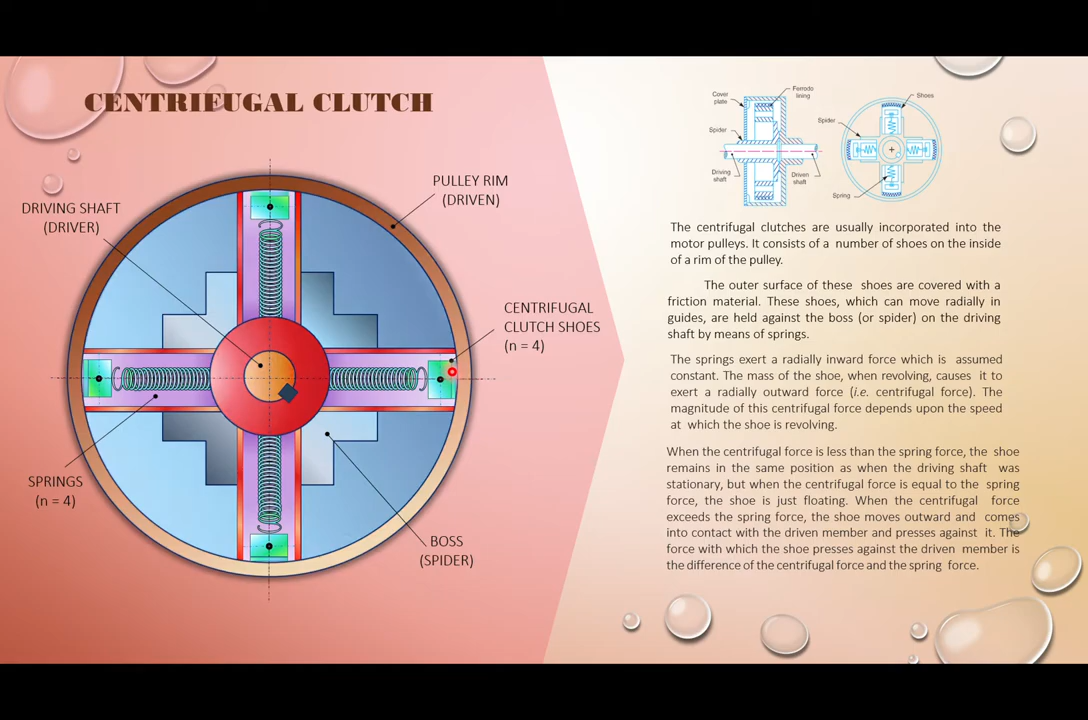 CENTRIFUGAL CLUTCH
DRIVING SHAFT
(DRIVER)
PULLEY RIM
(DRIVEN)
CENTRIFUGAL
CLUTCH SHOES
(n = 4)
SPRINGS
(n = 4)
BOSS
(SPIDER)
Cover
plate
Ferrodo
lining
Spider
Driving
shaft
Driven
shaft
Shoes
Spider
Spring
The centrifugal clutches are usually incorporated into the
motor pulleys. It consists of a number of shoes on the inside
of a rim of the pulley.
The outer surface of these shoes are covered with a
friction material. These shoes, which can move radially in
guides, are held against the boss (or spider) on the driving
shaft by means of springs.
The springs exert a radially inward force which is assumed
constant. The mass of the shoe, when revolving, causes it to
exert a radially outward force (i.e. centrifugal force). The
magnitude of this centrifugal force depends upon the speed
at which the shoe is revolving.
When the centrifugal force is less than the spring force, the shoe
remains in the same position as when the driving shaft was
stationary, but when the centrifugal force is equal to the spring
force, the shoe is just floating. When the centrifugal force
exceeds the spring force, the shoe moves outward and comes
into contact with the driven member and presses against it. The
force with which the shoe presses against the driven member is
the difference of the centrifugal force and the spring force.